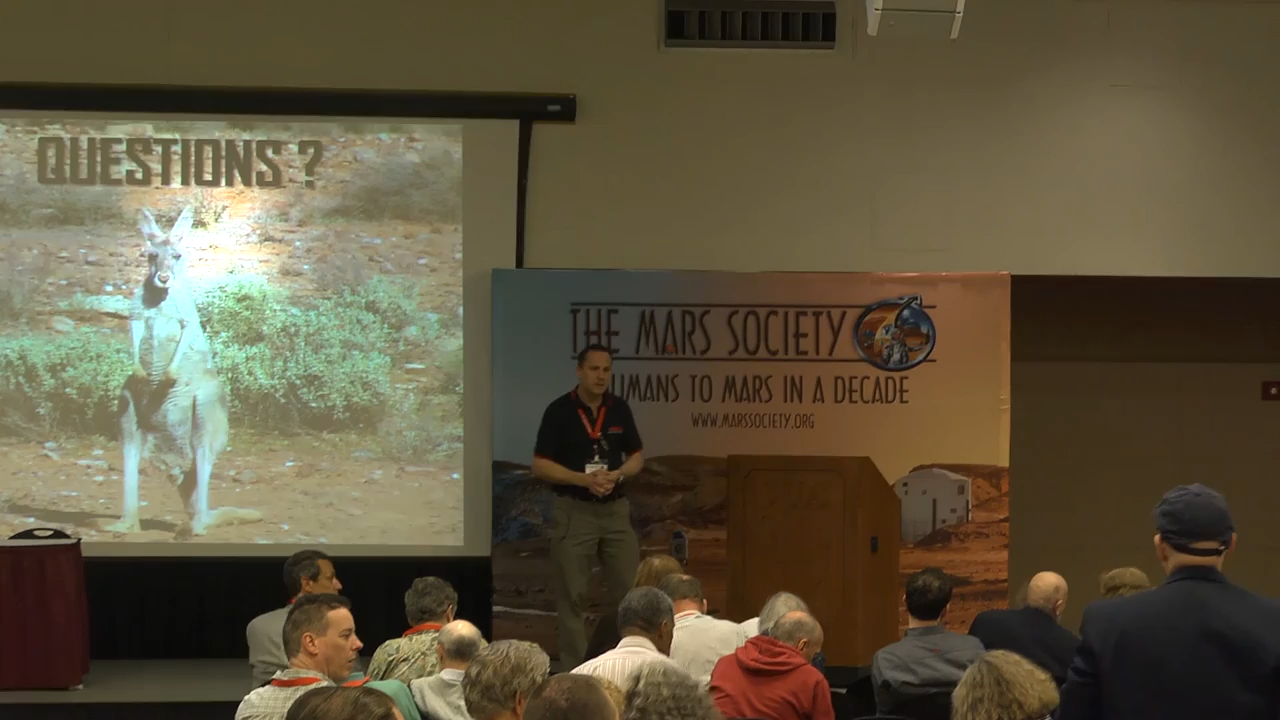 QUESTIONS ?
THE MARS SOCIETY
HUMANS TO MARS IN A DECADE
WWW.MARSSOCIETY.ORG